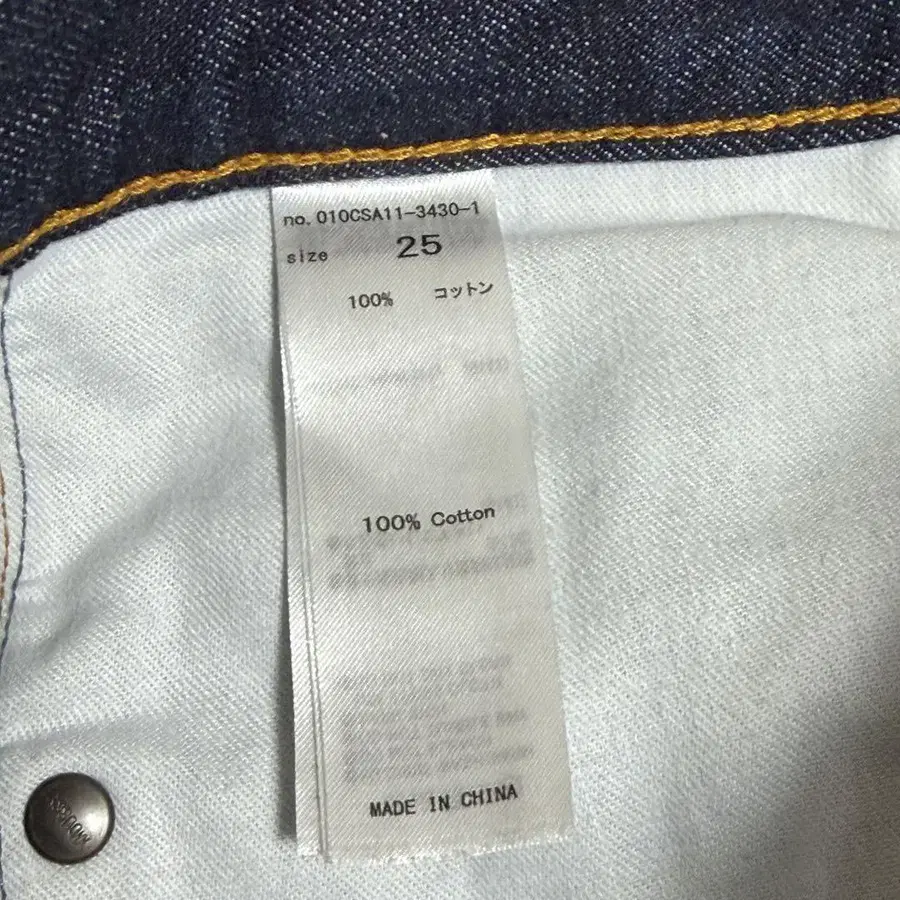 no. 010CSA11-3430-1
size 25
100% コットン
100% Cotton
MADE IN CHINA